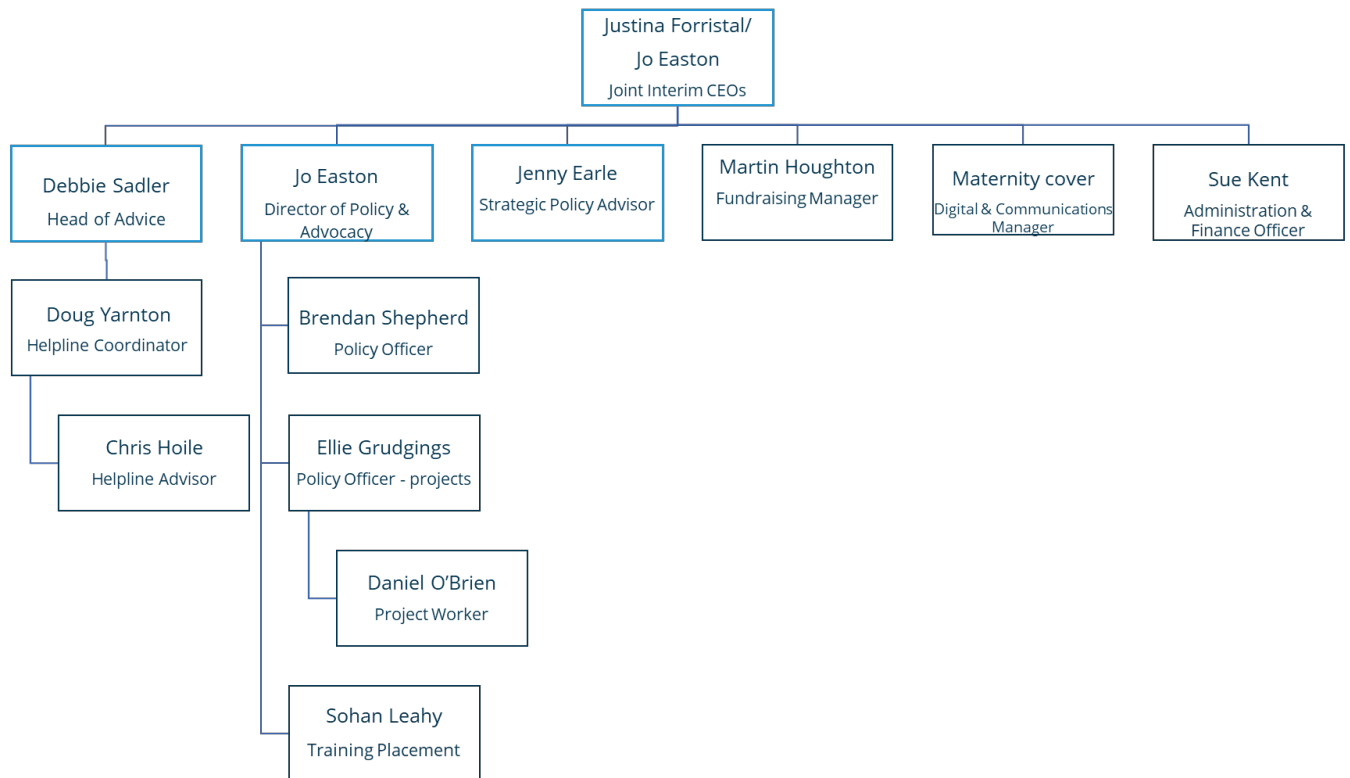 Justina Forristal/
Jo Easton
Joint Interim CEOs
Debbie Sadler
Head of Advice
Jo Easton
Director of Policy &
Advocacy
Jenny Earle
Strategic Policy Advisor
Martin Houghton
Fundraising Manager
Maternity cover
Digital & Communications
Manager
Sue Kent
Administration &
Finance Officer
Doug Yarnton
Helpline Coordinator
Brendan Shepherd
Policy Officer
Chris Hoile
Helpline Advisor
Ellie Grudgings
Policy Officer - projects
Daniel O’Brien
Project Worker
Sohan Leahy
Training Placement